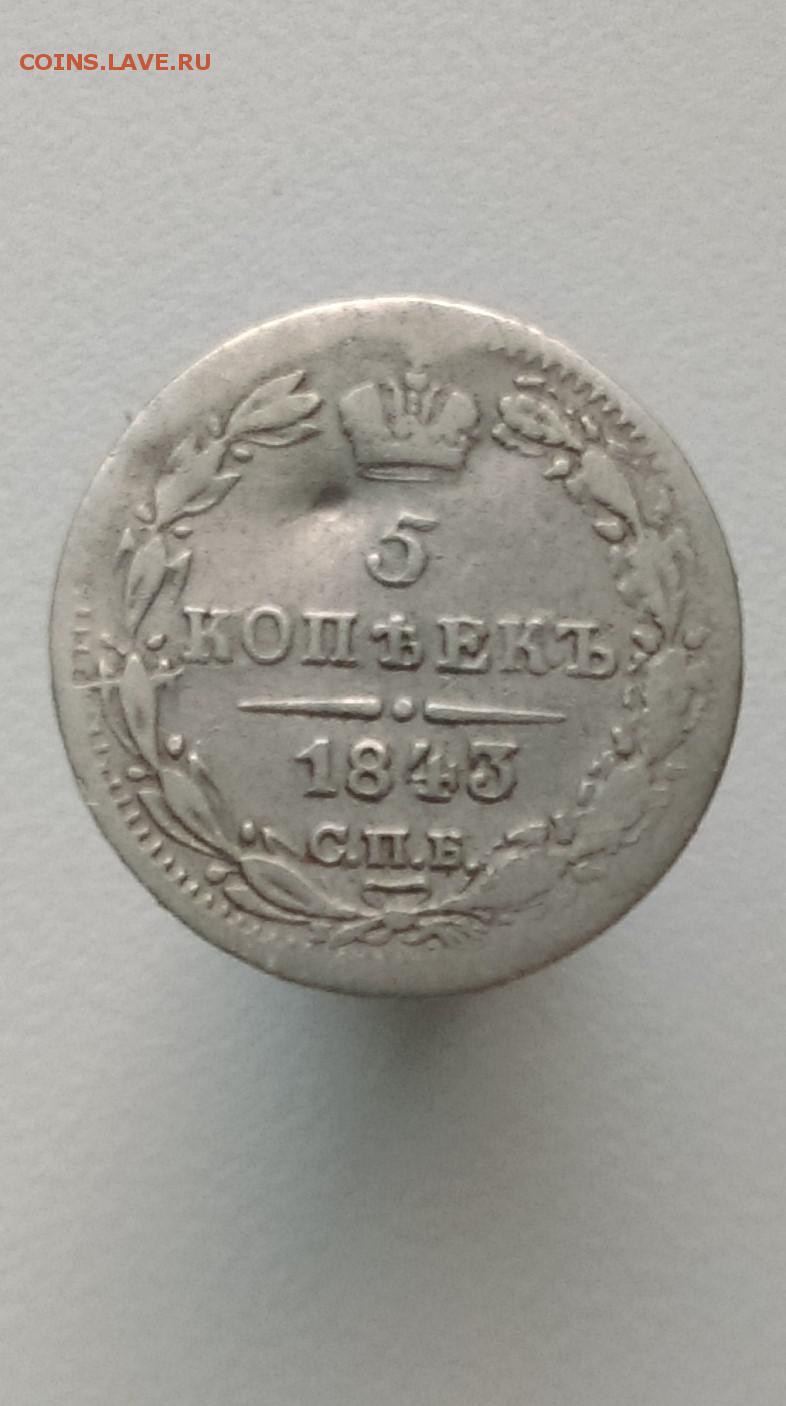 COINS.LAVE.RU
5
КОПѢЕКЪ
1843
С.П.Б.